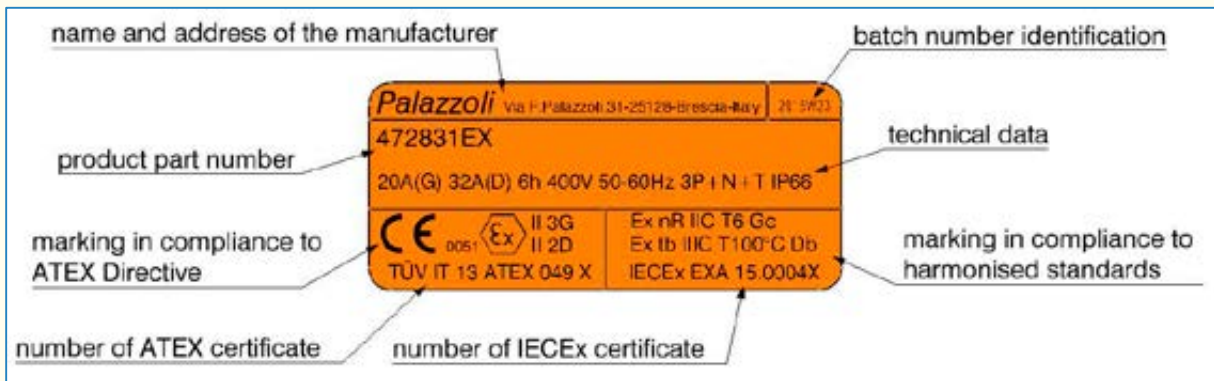 name and address of the manufacturer
batch number identification
Palazzoli Via F.Palazzoli 31-25128-Brescia-Italy
472831EX
technical data
product part number
20A(G) 32A(D) 6h 400V 50-60Hz 3P+N+T IP66
marking in compliance to
ATEX Directive
CE 0051 Ex II 3G
II 2D
TÜV IT 13 ATEX 049 X
Ex nR IIC T6 Gc
Ex tb IIIC T100°C Db
IECEx EXA 15.0004X
marking in compliance to
harmonised standards
number of ATEX certificate
number of IECEx certificate